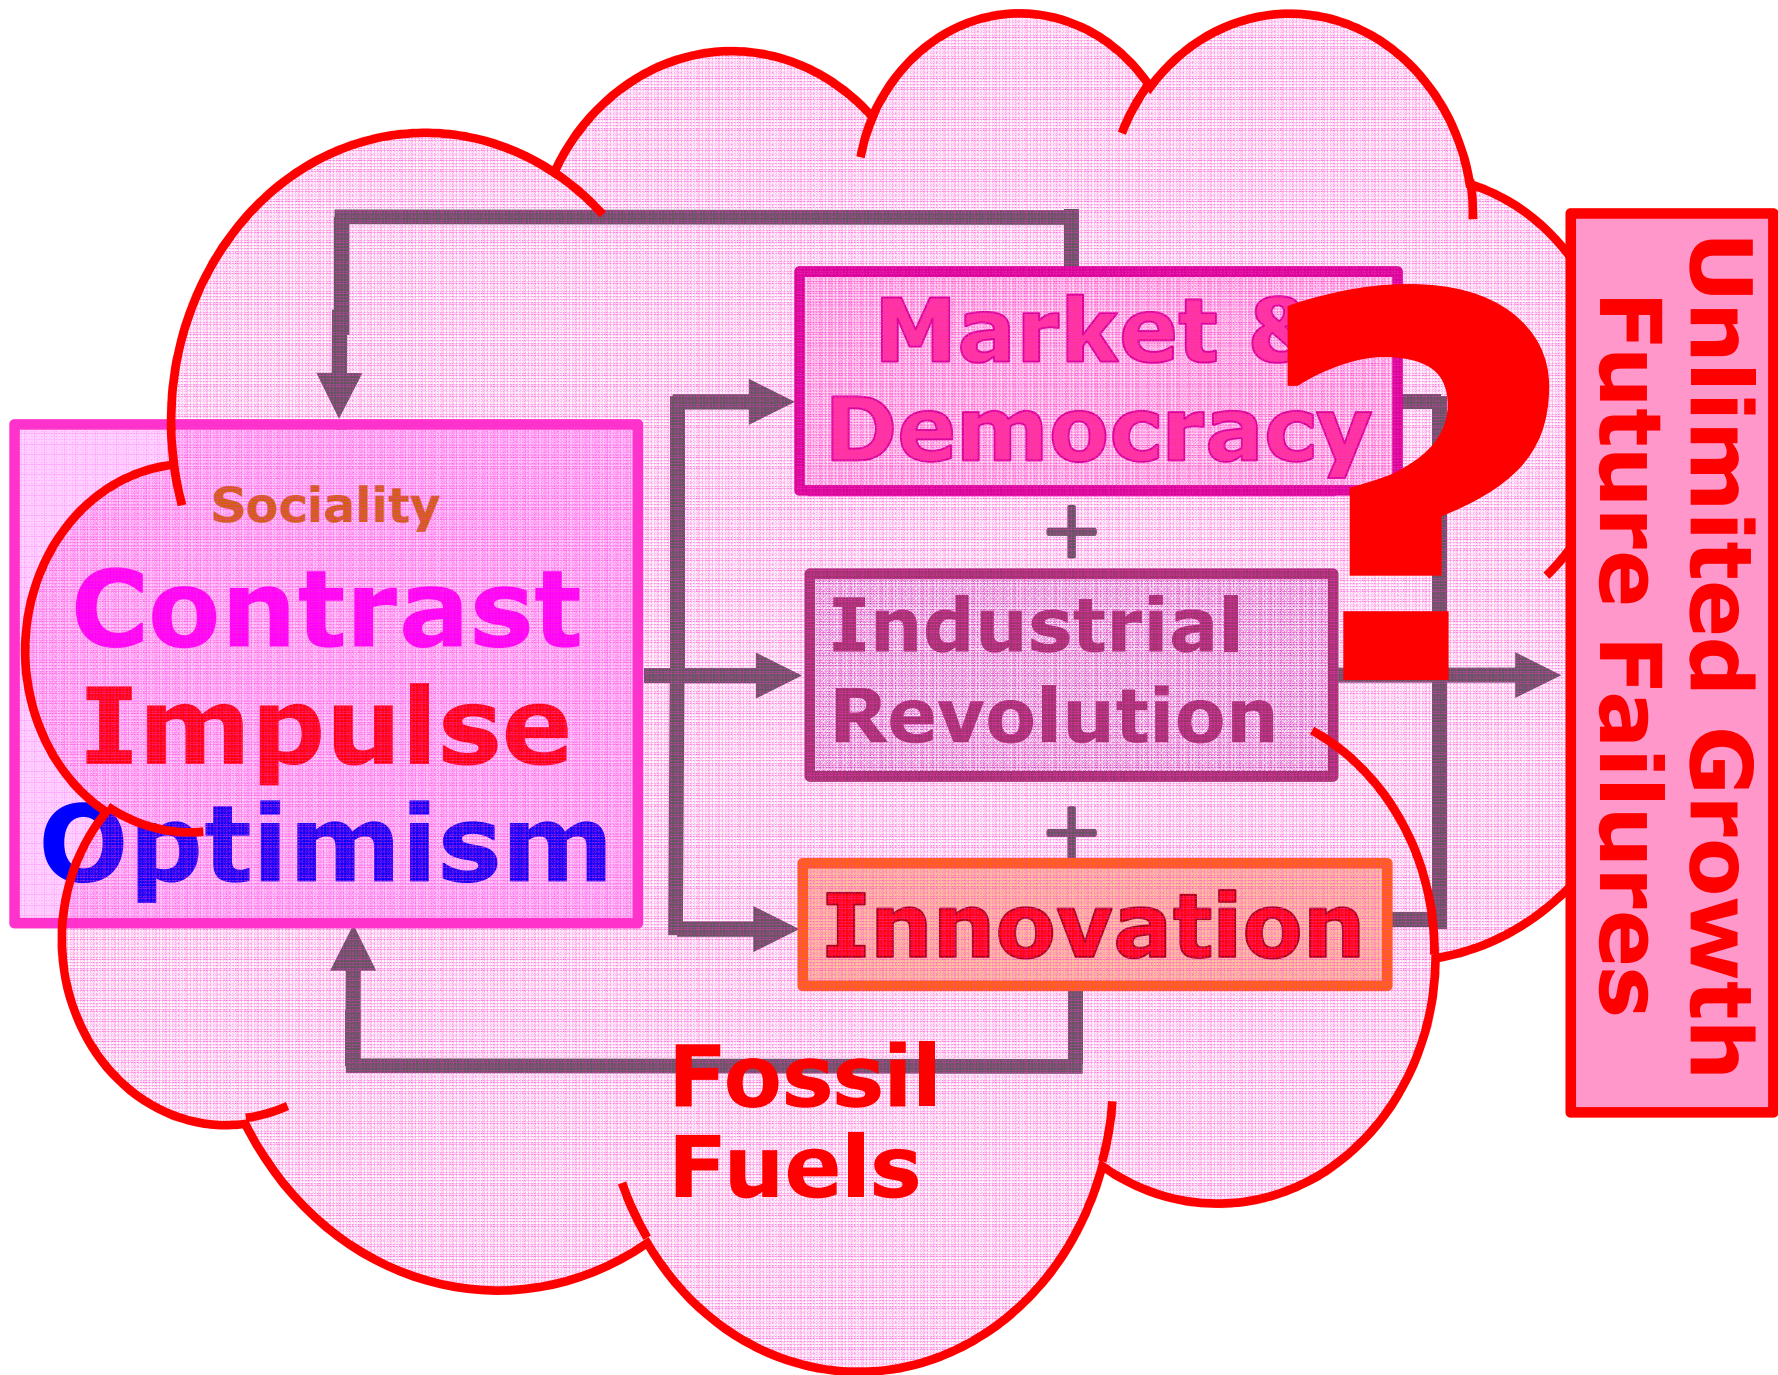 Sociality
Contrast
Impulse
Optimism
Market &
Democracy
+
Industrial
Revolution
+
Innovation
Fossil
Fuels
?
Unlimited Growth
Future Failures